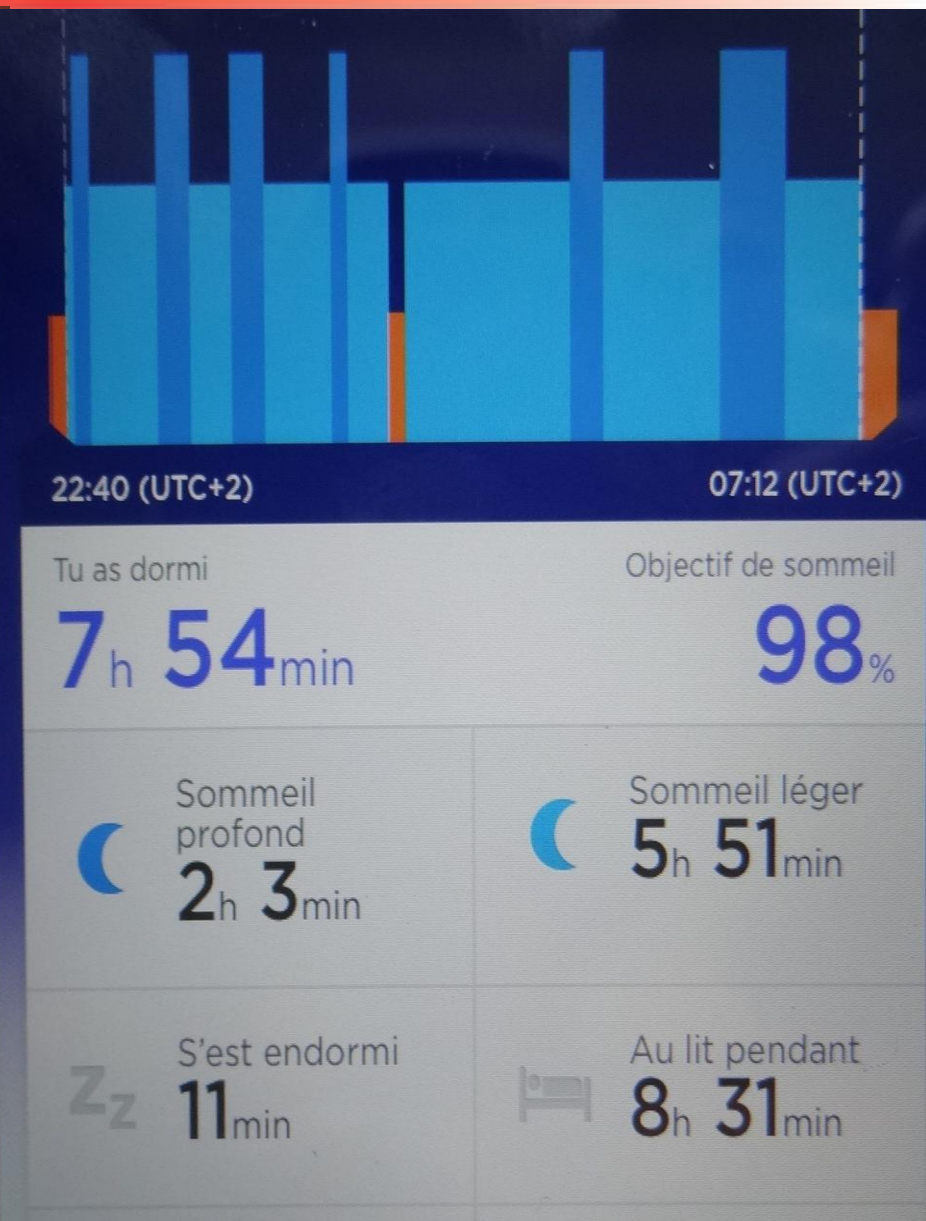 22:40 (UTC+2)
07:12 (UTC+2)
Tu as dormi
Objectif de sommeil
7h 54min
98%
Sommeil
profond
2h 3min
Sommeil léger
5h 51min
S'est endormi
11min
Au lit pendant
8h 31min
Zz